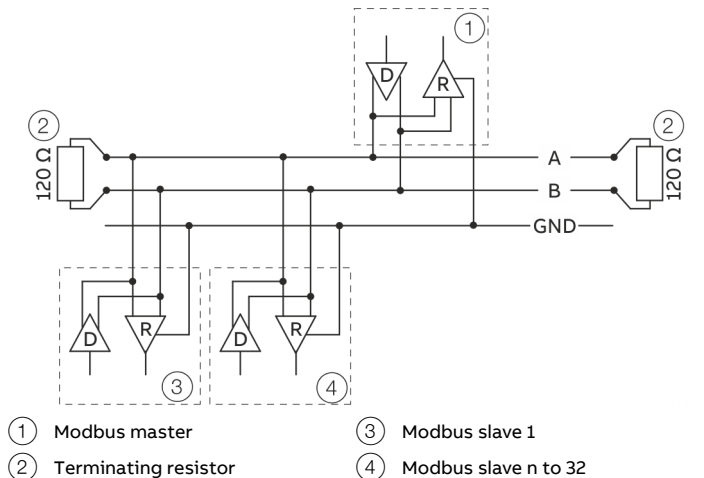 1
D
R
2
120 Ω
A
B
GND
2
120 Ω
D
R
3
D
R
4
1 Modbus master
3 Modbus slave 1
2 Terminating resistor
4 Modbus slave n to 32